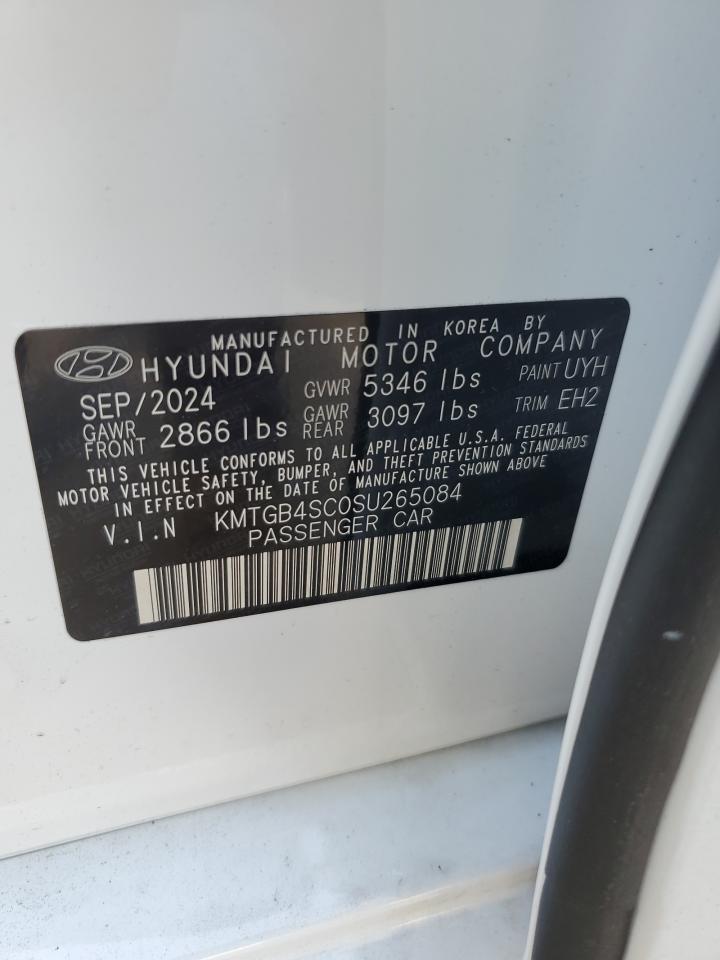 MANUFACTURED IN KOREA BY
HYUNDAI MOTOR COMPANY
SEP/2024 GVWR 5346 lbs PAINT UYH
GAWR FRONT 2866 lbs GAWR REAR 3097 lbs TRIM EH2
THIS VEHICLE CONFORMS TO ALL APPLICABLE U.S.A. FEDERAL
MOTOR VEHICLE SAFETY, BUMPER, AND THEFT PREVENTION STANDARDS
IN EFFECT ON THE DATE OF MANUFACTURE SHOWN ABOVE
V.I.N KMTGB4SC0SU265084
PASSENGER CAR